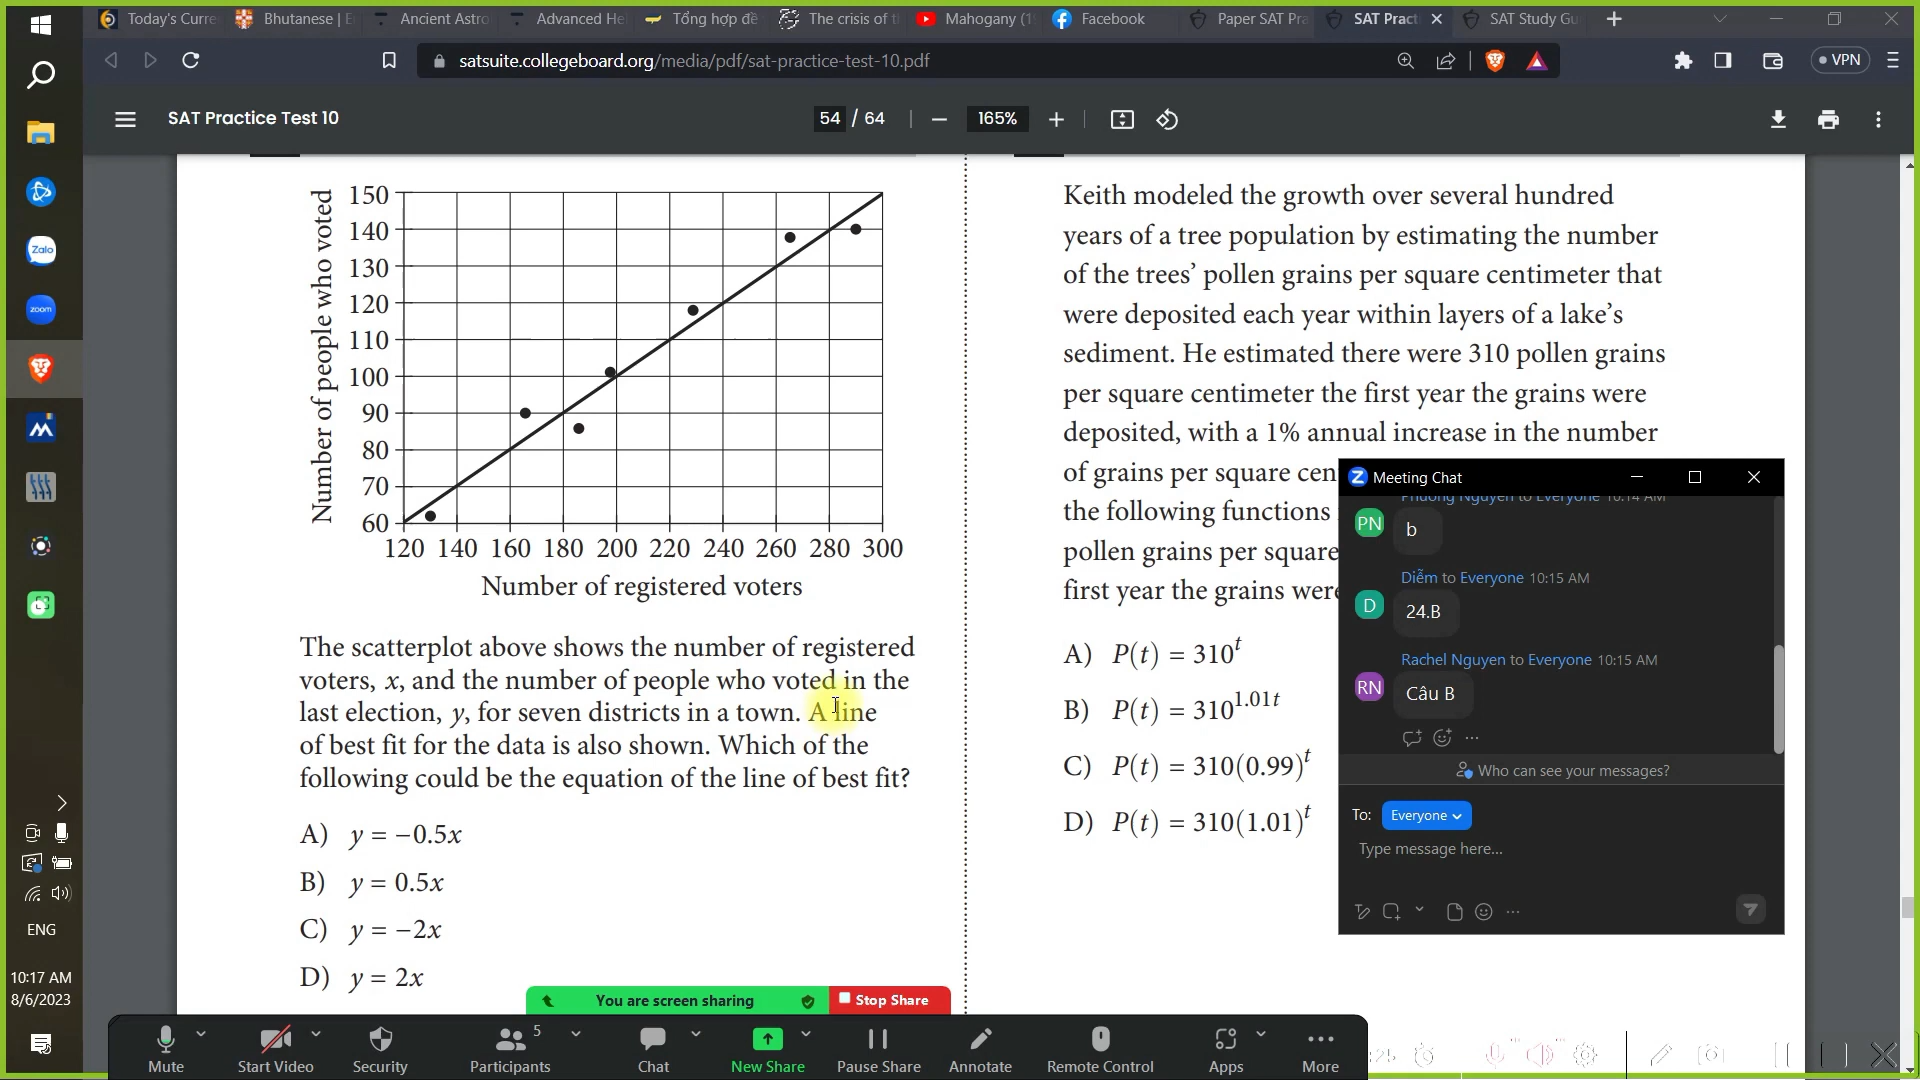 Today's Curre
Bhutanese | E
Ancient Astro
Advanced He
Tổng hợp đề
The crisis of t
Mahogany (1
Facebook
Paper SAT Pra
SAT Pract
SAT Study Gu
satsuite.collegeboard.org/media/pdf/sat-practice-test-10.pdf
VPN
SAT Practice Test 10
54 / 64
165%
Number of people who voted
150
140
130
120
110
100
90
80
70
60
120 140 160 180 200 220 240 260 280 300
Number of registered voters
The scatterplot above shows the number of registered
voters, x, and the number of people who voted in the
last election, y, for seven districts in a town. A line
of best fit for the data is also shown. Which of the
following could be the equation of the line of best fit?
A) y = −0.5x
B) y = 0.5x
C) y = −2x
D) y = 2x
Keith modeled the growth over several hundred
years of a tree population by estimating the number
of the trees' pollen grains per square centimeter that
were deposited each year within layers of a lake's
sediment. He estimated there were 310 pollen grains
per square centimeter the first year the grains were
deposited, with a 1% annual increase in the number
of grains per square cen
the following functions
pollen grains per square
first year the grains were
A) P(t) = 310^t
B) P(t) = 310^1.01t
C) P(t) = 310(0.99)^t
D) P(t) = 310(1.01)^t
Meeting Chat
Phuong Nguyen to Everyone 10:14 AM
PN
b
Diễm to Everyone 10:15 AM
D
24.B
Rachel Nguyen to Everyone 10:15 AM
RN
Câu B
Who can see your messages?
To: Everyone
Type message here...
Zalo
zoom
ENG
10:17 AM
8/6/2023
You are screen sharing
Stop Share
Mute
Start Video
Security
5
Participants
Chat
New Share
Pause Share
Annotate
Remote Control
Apps
More